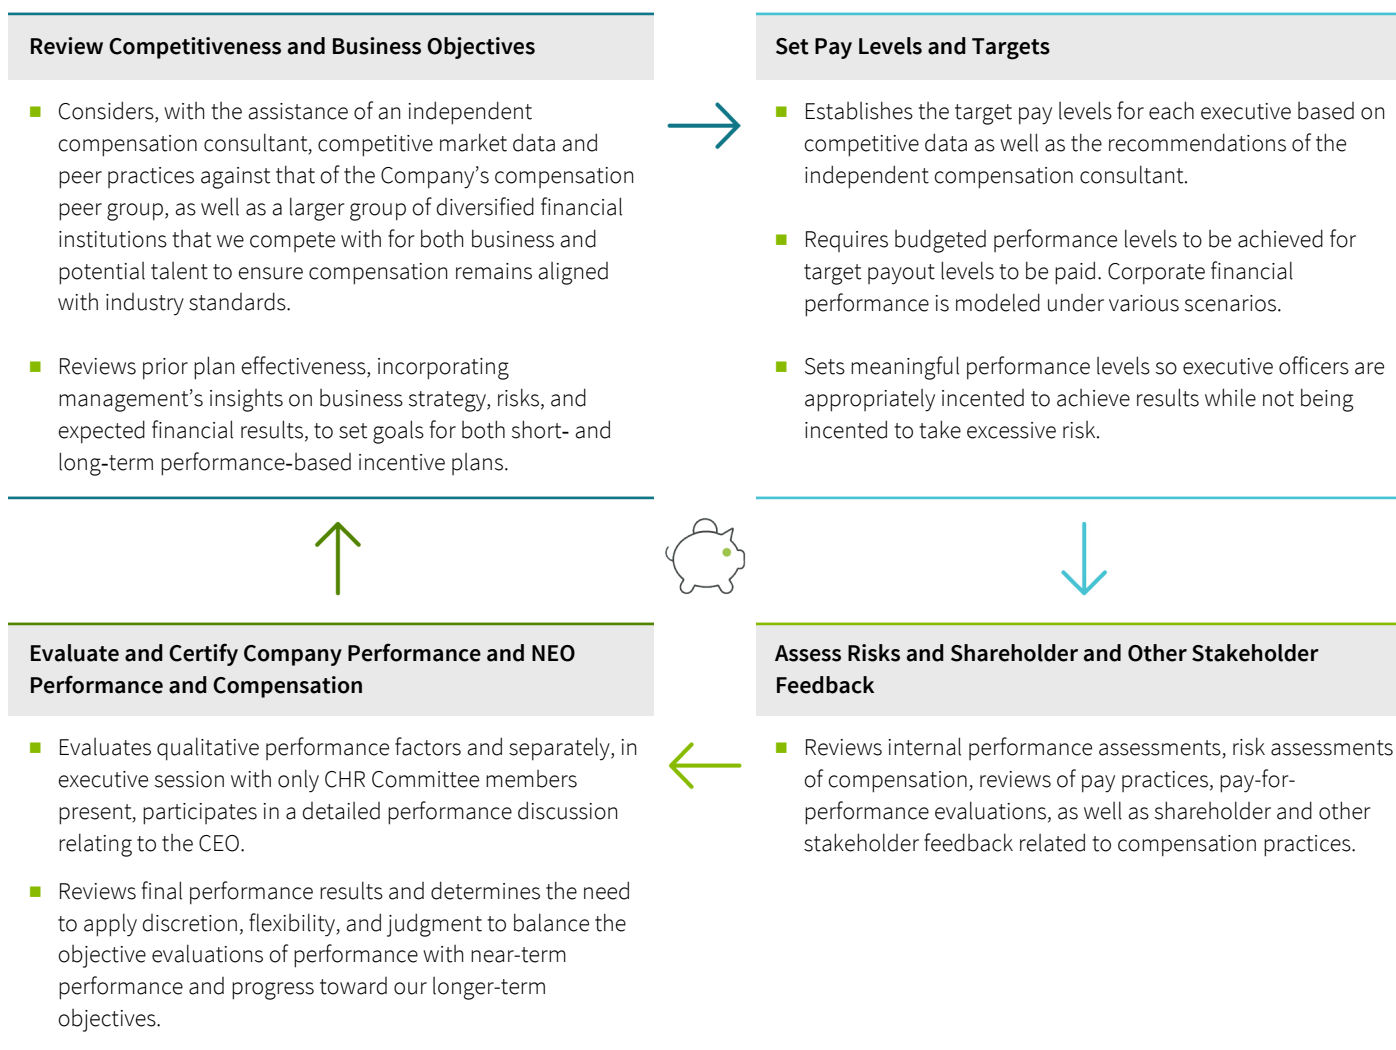 Review Competitiveness and Business Objectives
■ Considers, with the assistance of an independent
compensation consultant, competitive market data and
peer practices against that of the Company's compensation
peer group, as well as a larger group of diversified financial
institutions that we compete with for both business and
potential talent to ensure compensation remains aligned
with industry standards.
■ Reviews prior plan effectiveness, incorporating
management's insights on business strategy, risks, and
expected financial results, to set goals for both short- and
long-term performance-based incentive plans.
Set Pay Levels and Targets
■ Establishes the target pay levels for each executive based on
competitive data as well as the recommendations of the
independent compensation consultant.
■ Requires budgeted performance levels to be achieved for
target payout levels to be paid. Corporate financial
performance is modeled under various scenarios.
■ Sets meaningful performance levels so executive officers are
appropriately incented to achieve results while not being
incented to take excessive risk.
Evaluate and Certify Company Performance and NEO
Performance and Compensation
■ Evaluates qualitative performance factors and separately, in
executive session with only CHR Committee members
present, participates in a detailed performance discussion
relating to the CEO.
■ Reviews final performance results and determines the need
to apply discretion, flexibility, and judgment to balance the
objective evaluations of performance with near-term
performance and progress toward our longer-term
objectives.
Assess Risks and Shareholder and Other Stakeholder
Feedback
■ Reviews internal performance assessments, risk assessments
of compensation, reviews of pay practices, pay-for-
performance evaluations, as well as shareholder and other
stakeholder feedback related to compensation practices.